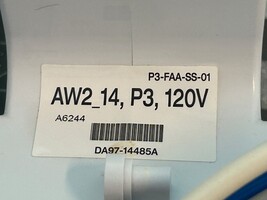 P3-FAA-SS-01
AW2_14, P3, 120V
A6244
DA97-14485A